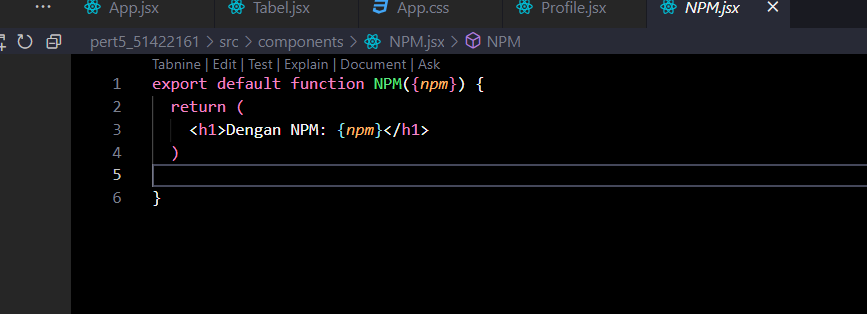 App.jsx Tabel.jsx App.css Profile.jsx NPM.jsx
pert5_51422161 > src > components > NPM.jsx > NPM
Tabnine | Edit | Test | Explain | Document | Ask
1 export default function NPM({npm}) {
2 return (
3 <h1>Dengan NPM: {npm}</h1>
4 )
5
6 }